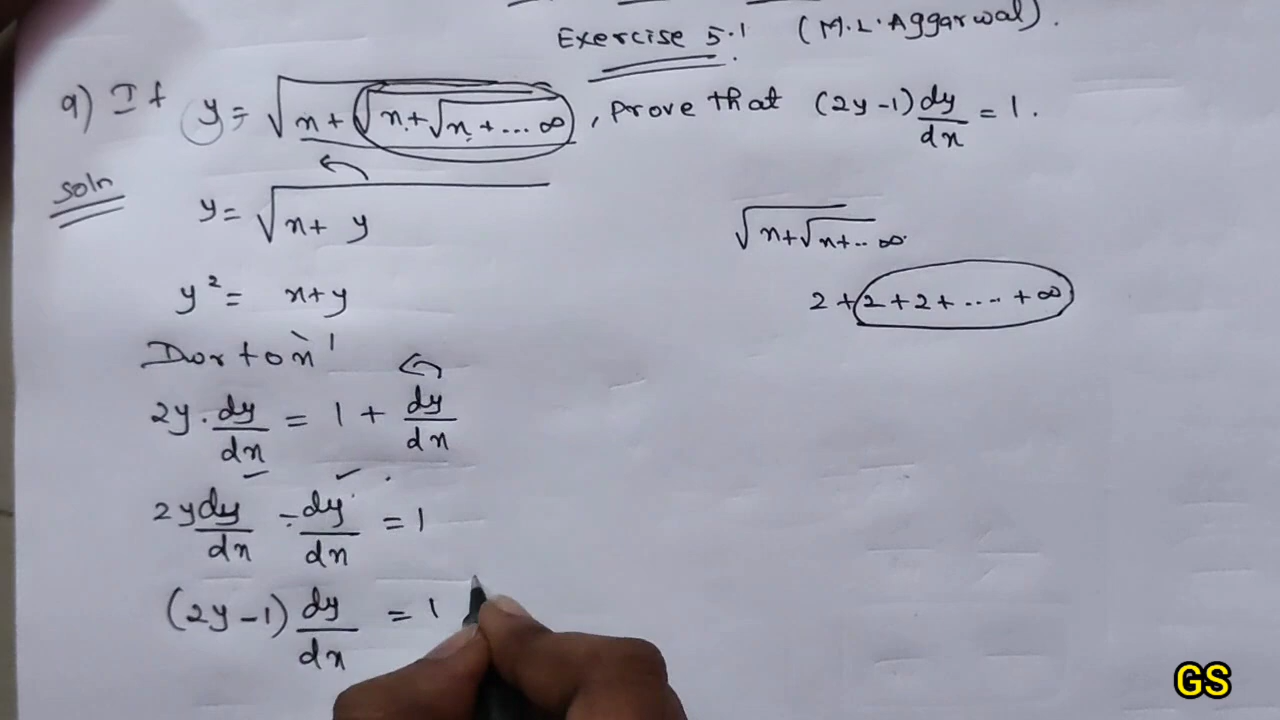 Exercise 5.1 (M.L.Aggarwal).
9) If y = √(x + √(x + √(x + ... ∞))), prove that (2y-1) dy/dx = 1.
Soln
y = √(x + y)
√(x + √(x + .. ∞
y² = x+y
2 + 2 + 2 + .... + ∞
D w r to 'x'
2y . dy/dx = 1 + dy/dx
2y dy/dx - dy/dx = 1
(2y-1) dy/dx = 1
GS